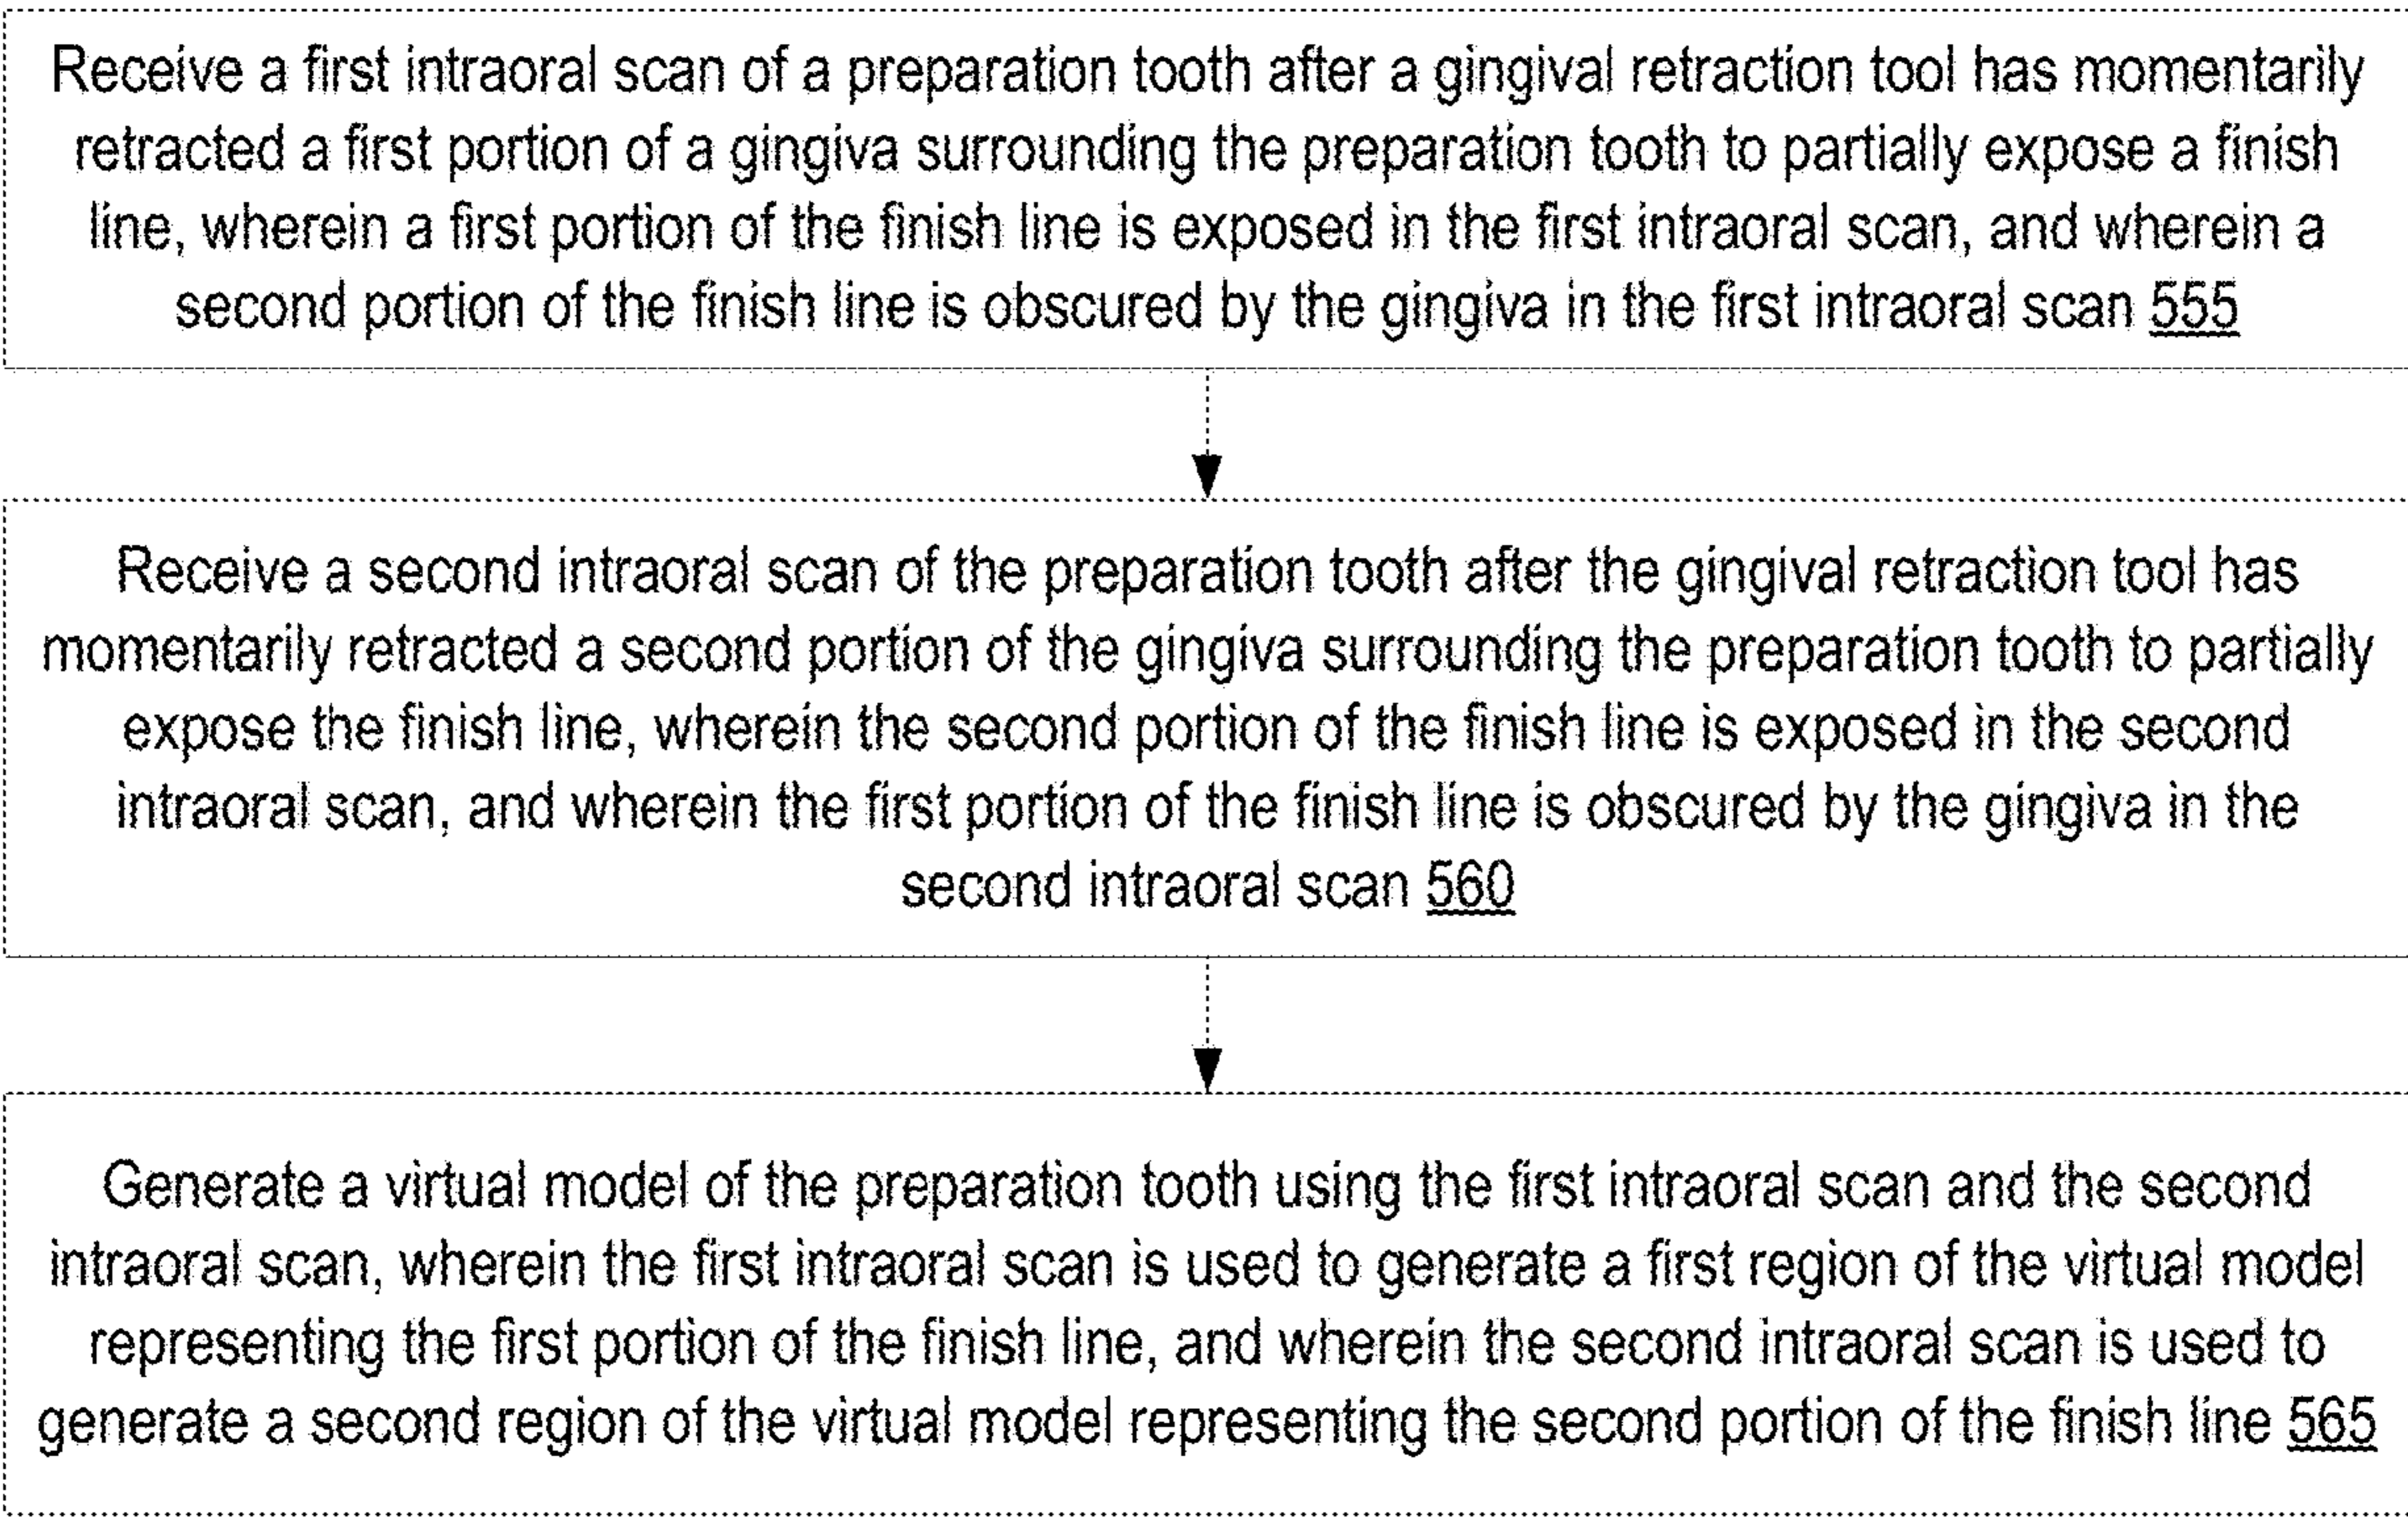 Receive a first intraoral scan of a preparation tooth after a gingival retraction tool has momentarily
retracted a first portion of a gingiva surrounding the preparation tooth to partially expose a finish
line, wherein a first portion of the finish line is exposed in the first intraoral scan, and wherein a
second portion of the finish line is obscured by the gingiva in the first intraoral scan 555
Receive a second intraoral scan of the preparation tooth after the gingival retraction tool has
momentarily retracted a second portion of the gingiva surrounding the preparation tooth to partially
expose the finish line, wherein the second portion of the finish line is exposed in the second
intraoral scan, and wherein the first portion of the finish line is obscured by the gingiva in the
second intraoral scan 560
Generate a virtual model of the preparation tooth using the first intraoral scan and the second
intraoral scan, wherein the first intraoral scan is used to generate a first region of the virtual model
representing the first portion of the finish line, and wherein the second intraoral scan is used to
generate a second region of the virtual model representing the second portion of the finish line 565